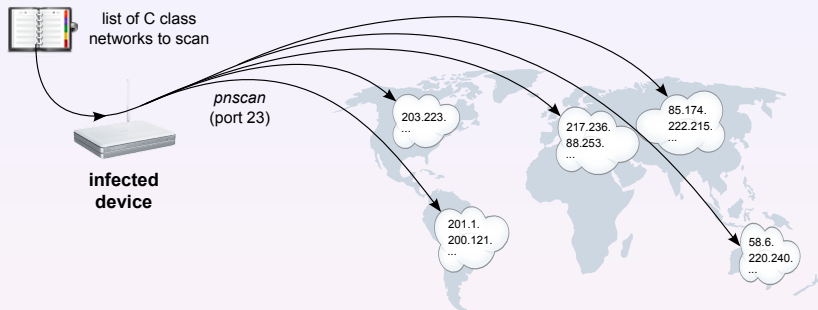 list of C class
networks to scan
pnscan
(port 23)
infected
device
203.223.
...
217.236.
88.253.
...
85.174.
222.215.
...
201.1.
200.121.
...
58.6.
220.240.
...